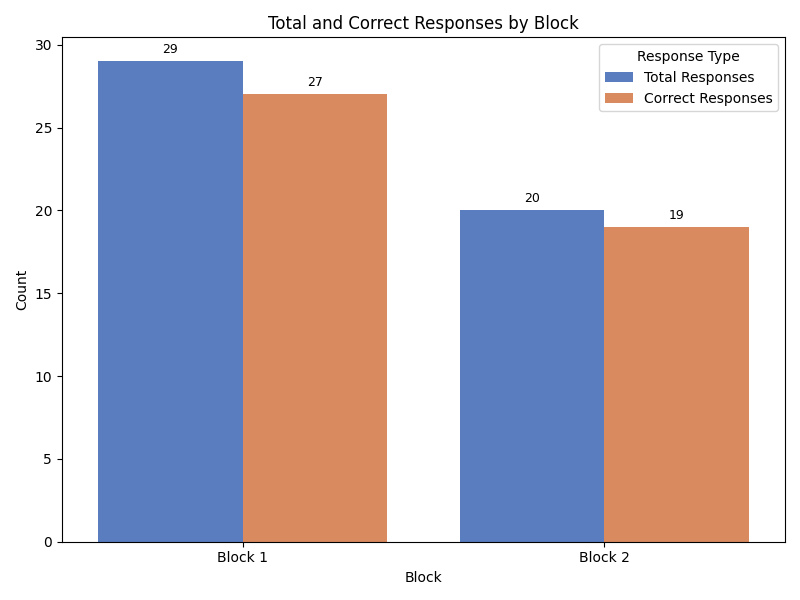 Total and Correct Responses by Block
30
25
20
15
10
5
0
Count
29
27
20
19
Response Type
Total Responses
Correct Responses
Block 1
Block 2
Block